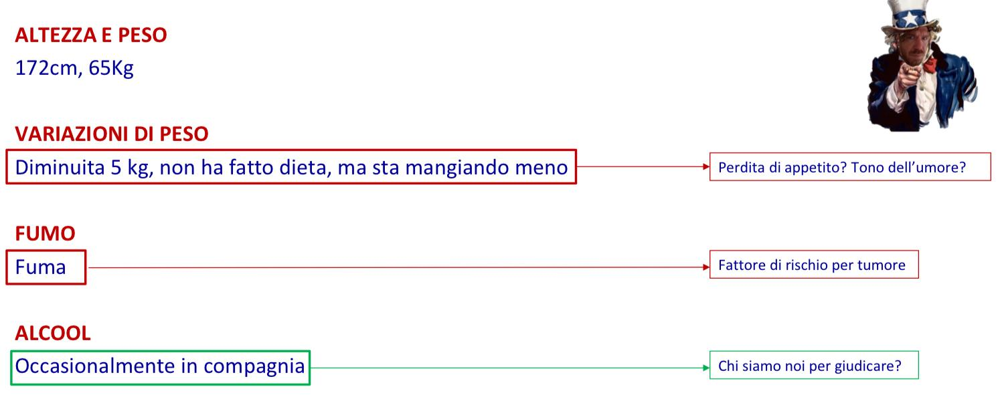 ALTEZZA E PESO
172cm, 65Kg
VARIAZIONI DI PESO
Diminuita 5 kg, non ha fatto dieta, ma sta mangiando meno
Perdita di appetito? Tono dell’umore?
FUMO
Fuma
Fattore di rischio per tumore
ALCOOL
Occasionalmente in compagnia
Chi siamo noi per giudicare?